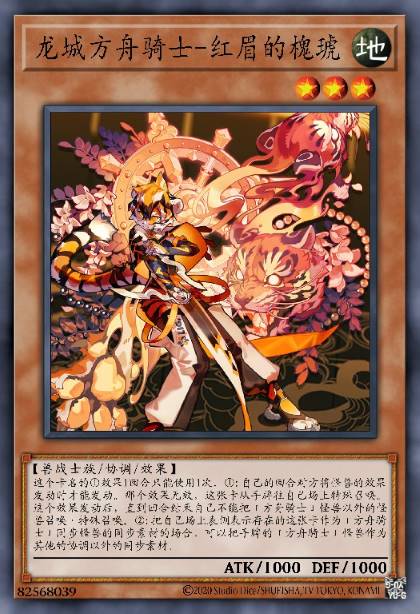 龙城方舟骑士-红眉的槐琥
地
【兽战士族/协调/效果】
这个卡名的①效果1回合只能使用1次。①:自己的回合对方将怪兽的效果
发动时才能发动。那个效果无效,这张卡从手牌往自己场上特殊召唤。
这个效果发动后,直到回合结束自己不能把「方舟骑士」怪兽以外的怪
兽召唤·特殊召唤。②:把自己场上表侧表示存在的这张卡作为「方舟骑
士」同步怪兽的同步素材的场合,可以把手牌的「方舟骑士」怪兽作为
其他的协调以外的同步素材。
ATK/1000 DEF/1000
82568039
©2020 Studio Dice/SHUEISHA, TV TOKYO, KONAMI